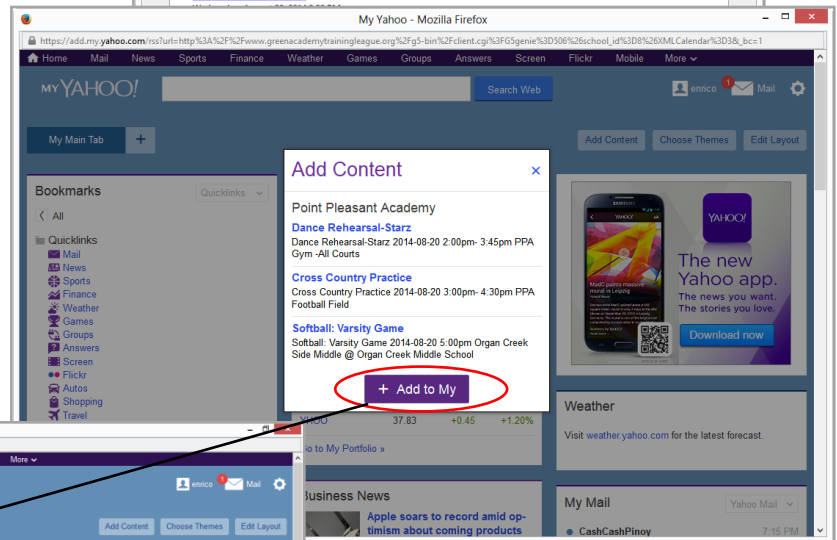 My Yahoo - Mozilla Firefox
https://add.my.yahoo.com/rss?url=http%3A%2F%2Fwww.greenacademytrainingleague.org%2Fg5-bin%2Fclient.cgi%3FG5genie%3D506%26school_id%3D8%26XMLCalendar%3D3&_bc=1
Home Mail News Sports Finance Weather Games Groups Answers Screen Flickr Mobile More
MY YAHOO!
Search Web
enrico 1 Mail
My Main Tab +
Add Content Choose Themes Edit Layout
Bookmarks
Quicklinks
All
Quicklinks
Mail
News
Sports
Finance
Weather
Games
Groups
Answers
Screen
Flickr
Autos
Shopping
Travel
Add Content ×
Point Pleasant Academy
Dance Rehearsal-Starz
Dance Rehearsal-Starz 2014-08-20 2:00pm- 3:45pm PPA
Gym -All Courts
Cross Country Practice
Cross Country Practice 2014-08-20 3:00pm- 4:30pm PPA
Football Field
Softball: Varsity Game
Softball: Varsity Game 2014-08-20 5:00pm Organ Creek
Side Middle @ Organ Creek Middle School
+ Add to My
YHOO 37.83 +0.45 +1.20%
Go to My Portfolio »
Business News
Apple soars to record amid op-
timism about coming products
SAMSUNG
YAHOO!
MadC paints massive
mural in Leipzig
YAHOO!
The new
Yahoo app.
The news you want.
The stories you love.
Download now
Weather
Visit weather.yahoo.com for the latest forecast.
My Mail
Yahoo Mail
CashCashPinoy 7:15 PM
More
enrico 1 Mail
Add Content Choose Themes Edit Layout